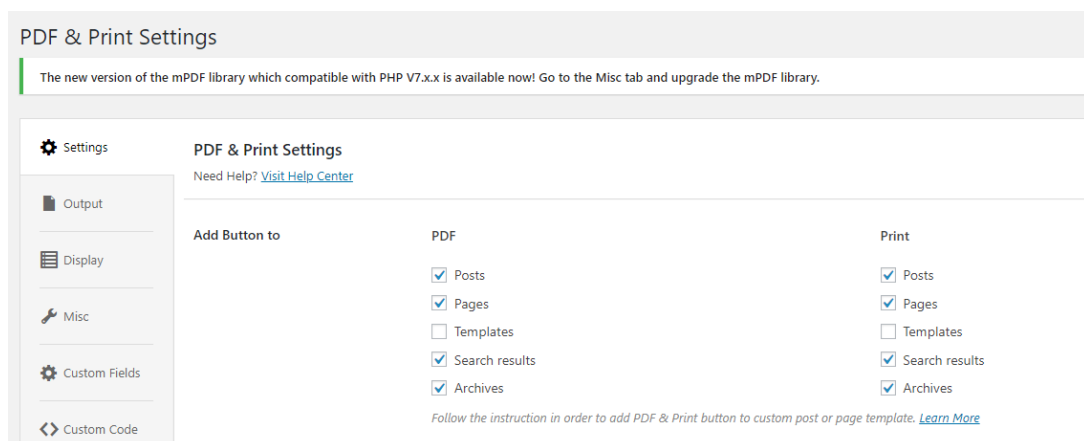 PDF & Print Settings
The new version of the mPDF library which compatible with PHP V7.x.x is available now! Go to the Misc tab and upgrade the mPDF library.
Settings
Output
Display
Misc
Custom Fields
Custom Code
PDF & Print Settings
Need Help? Visit Help Center
Add Button to
PDF
Posts
Pages
Templates
Search results
Archives
Print
Posts
Pages
Templates
Search results
Archives
Follow the instruction in order to add PDF & Print button to custom post or page template. Learn More